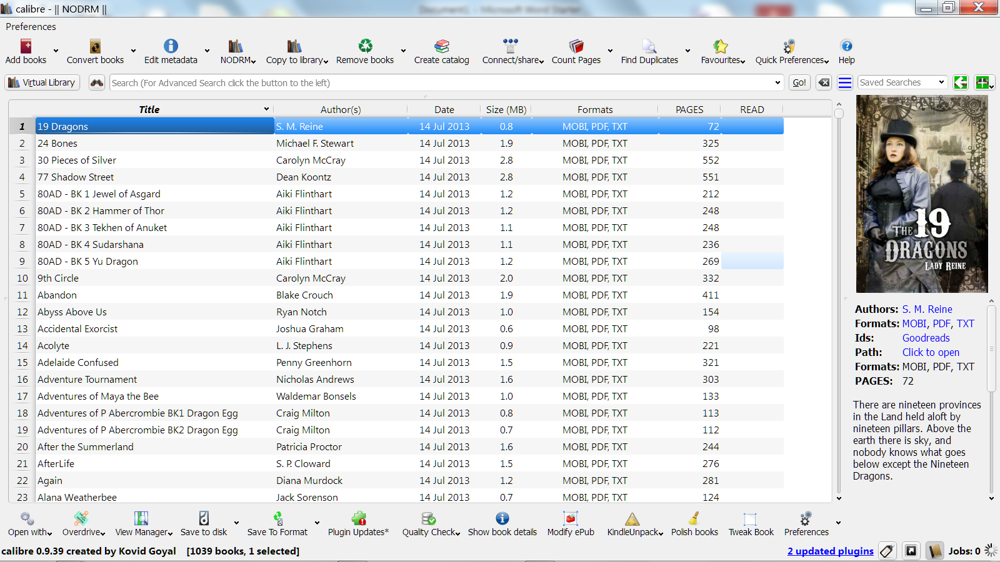 calibre - || NODRM ||
Document1 - Microsoft Word Starter
Preferences
Add books Convert books Edit metadata NODRM Copy to library Remove books Create catalog Connect/share Count Pages Find Duplicates Favourites Quick Preferences Help
Virtual Library Search (For Advanced Search click the button to the left) Go! Saved Searches
Title Author(s) Date Size (MB) Formats PAGES READ
1 19 Dragons S. M. Reine 14 Jul 2013 0.8 MOBI, PDF, TXT 72
2 24 Bones Michael F. Stewart 14 Jul 2013 1.9 MOBI, PDF, TXT 325
3 30 Pieces of Silver Carolyn McCray 14 Jul 2013 2.8 MOBI, PDF, TXT 552
4 77 Shadow Street Dean Koontz 14 Jul 2013 2.8 MOBI, PDF, TXT 551
5 80AD - BK 1 Jewel of Asgard Aiki Flinthart 14 Jul 2013 1.2 MOBI, PDF, TXT 212
6 80AD - BK 2 Hammer of Thor Aiki Flinthart 14 Jul 2013 1.2 MOBI, PDF, TXT 248
7 80AD - BK 3 Tekhen of Anuket Aiki Flinthart 14 Jul 2013 1.1 MOBI, PDF, TXT 248
8 80AD - BK 4 Sudarshana Aiki Flinthart 14 Jul 2013 1.1 MOBI, PDF, TXT 236
9 80AD - BK 5 Yu Dragon Aiki Flinthart 14 Jul 2013 1.2 MOBI, PDF, TXT 269
10 9th Circle Carolyn McCray 14 Jul 2013 2.0 MOBI, PDF, TXT 332
11 Abandon Blake Crouch 14 Jul 2013 1.9 MOBI, PDF, TXT 411
12 Abyss Above Us Ryan Notch 14 Jul 2013 1.0 MOBI, PDF, TXT 154
13 Accidental Exorcist Joshua Graham 14 Jul 2013 0.6 MOBI, PDF, TXT 98
14 Acolyte L. J. Stephens 14 Jul 2013 0.9 MOBI, PDF, TXT 221
15 Adelaide Confused Penny Greenhorn 14 Jul 2013 1.5 MOBI, PDF, TXT 321
16 Adventure Tournament Nicholas Andrews 14 Jul 2013 1.6 MOBI, PDF, TXT 303
17 Adventures of Maya the Bee Waldemar Bonsels 14 Jul 2013 1.0 MOBI, PDF, TXT 133
18 Adventures of P Abercrombie BK1 Dragon Egg Craig Milton 14 Jul 2013 0.8 MOBI, PDF, TXT 113
19 Adventures of P Abercrombie BK2 Dragon Egg Craig Milton 14 Jul 2013 0.7 MOBI, PDF, TXT 112
20 After the Summerland Patricia Proctor 14 Jul 2013 1.6 MOBI, PDF, TXT 244
21 AfterLife S. P. Cloward 14 Jul 2013 1.5 MOBI, PDF, TXT 276
22 Again Diana Murdock 14 Jul 2013 1.2 MOBI, PDF, TXT 281
23 Alana Weatherbee Jack Sorenson 14 Jul 2013 0.7 MOBI, PDF, TXT 124
THE 19
DRAGONS
LADY REINE
Authors: S. M. Reine
Formats: MOBI, PDF, TXT
Ids: Goodreads
Path: Click to open
Formats: MOBI, PDF, TXT
PAGES: 72
There are nineteen provinces
in the Land held aloft by
nineteen pillars. Above the
earth there is sky, and
nobody knows what goes
below except the Nineteen
Dragons.
Open with Overdrive View Manager Save to disk Save To Format Plugin Updates* Quality Check Show book details Modify ePub KindleUnpack Polish books Tweak Book Preferences
calibre 0.9.39 created by Kovid Goyal [1039 books, 1 selected] 2 updated plugins Jobs: 0